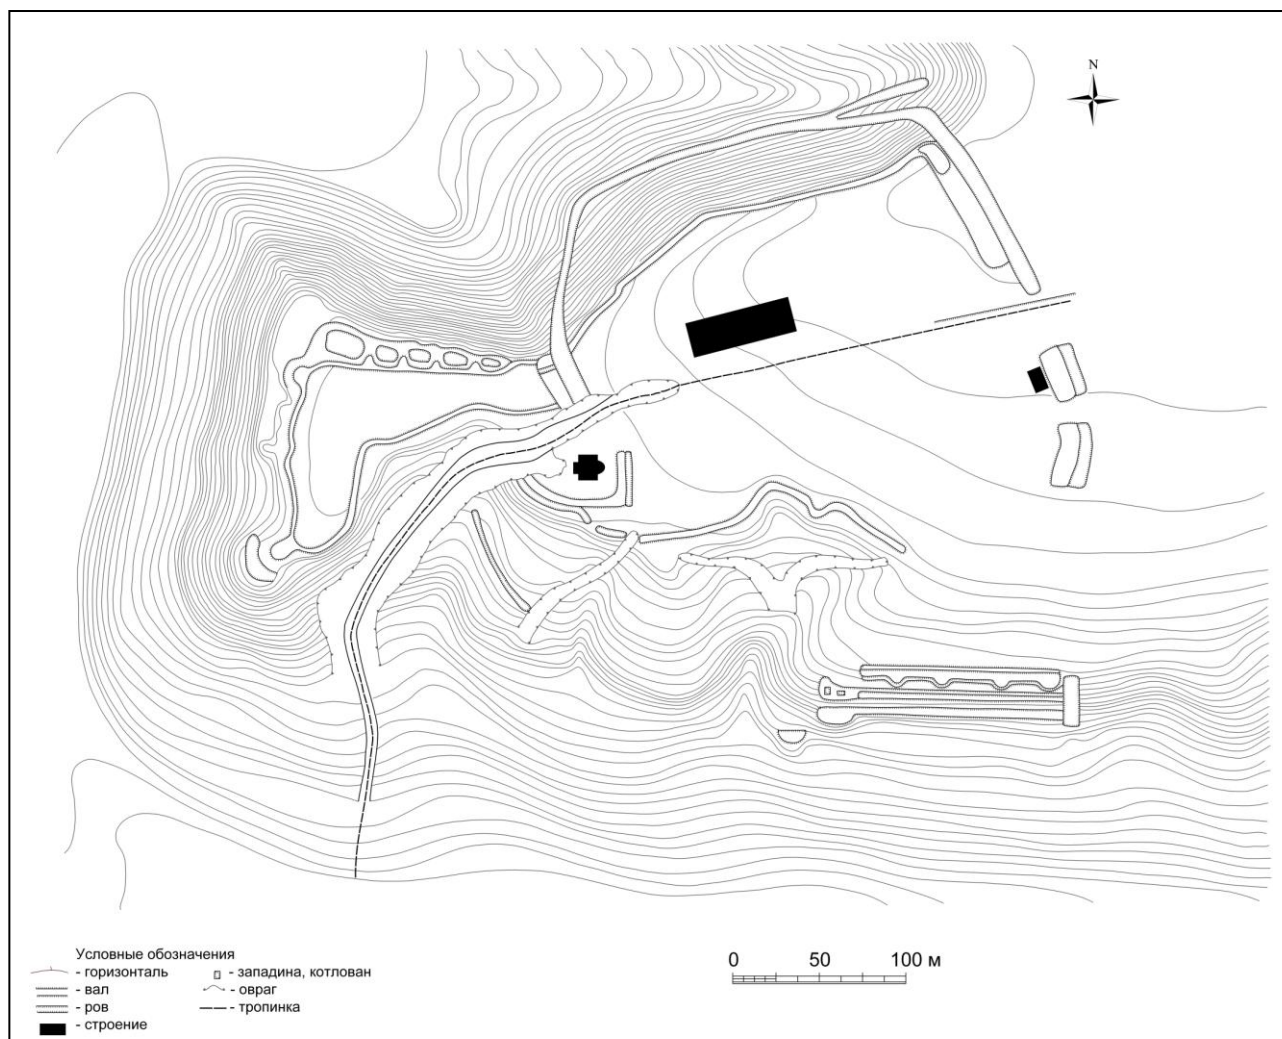 N
Условные обозначения
- горизонталь
- вал
- ров
- строение
- западина, котлован
- овраг
- тропинка
0 50 100 м